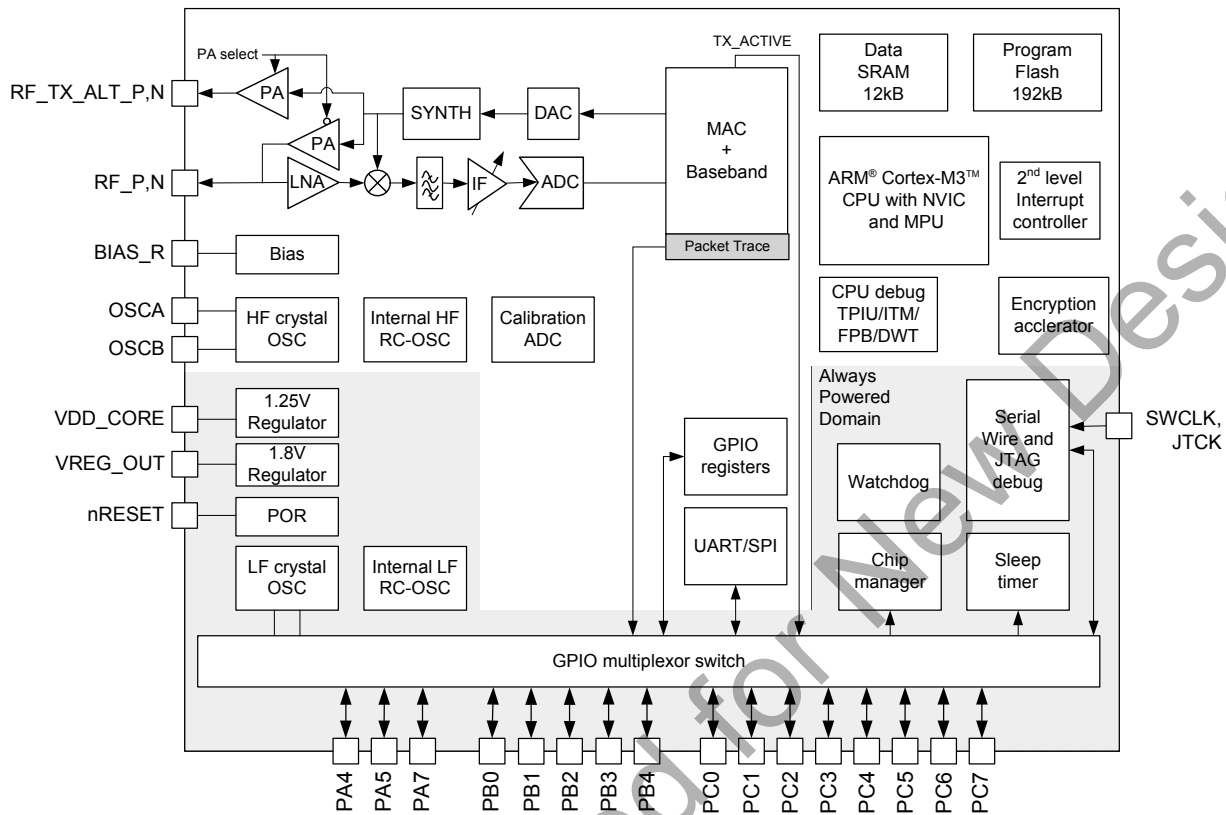 TX_ACTIVE
PA select
Data
SRAM
12kB
Program
Flash
192kB
RF_TX_ALT_P,N
PA
SYNTH
DAC
MAC
+
Baseband
PA
RF_P,N
LNA
IF
ADC
ARM® Cortex-M3™
CPU with NVIC
and MPU
2nd level
Interrupt
controller
Packet Trace
BIAS_R
Bias
OSCA
OSCB
HF crystal
OSC
Internal HF
RC-OSC
Calibration
ADC
CPU debug
TPIU/ITM/
FPB/DWT
Encryption
acclerator
Always
Powered
Domain
VDD_CORE
1.25V
Regulator
VREG_OUT
1.8V
Regulator
nRESET
POR
GPIO
registers
Watchdog
Serial
Wire and
JTAG
debug
SWCLK,
JTCK
LF crystal
OSC
Internal LF
RC-OSC
UART/SPI
Chip
manager
Sleep
timer
GPIO multiplexor switch
PA4
PA5
PA7
PB0
PB1
PB2
PB3
PB4
PC0
PC1
PC2
PC3
PC4
PC5
PC6
PC7
for New